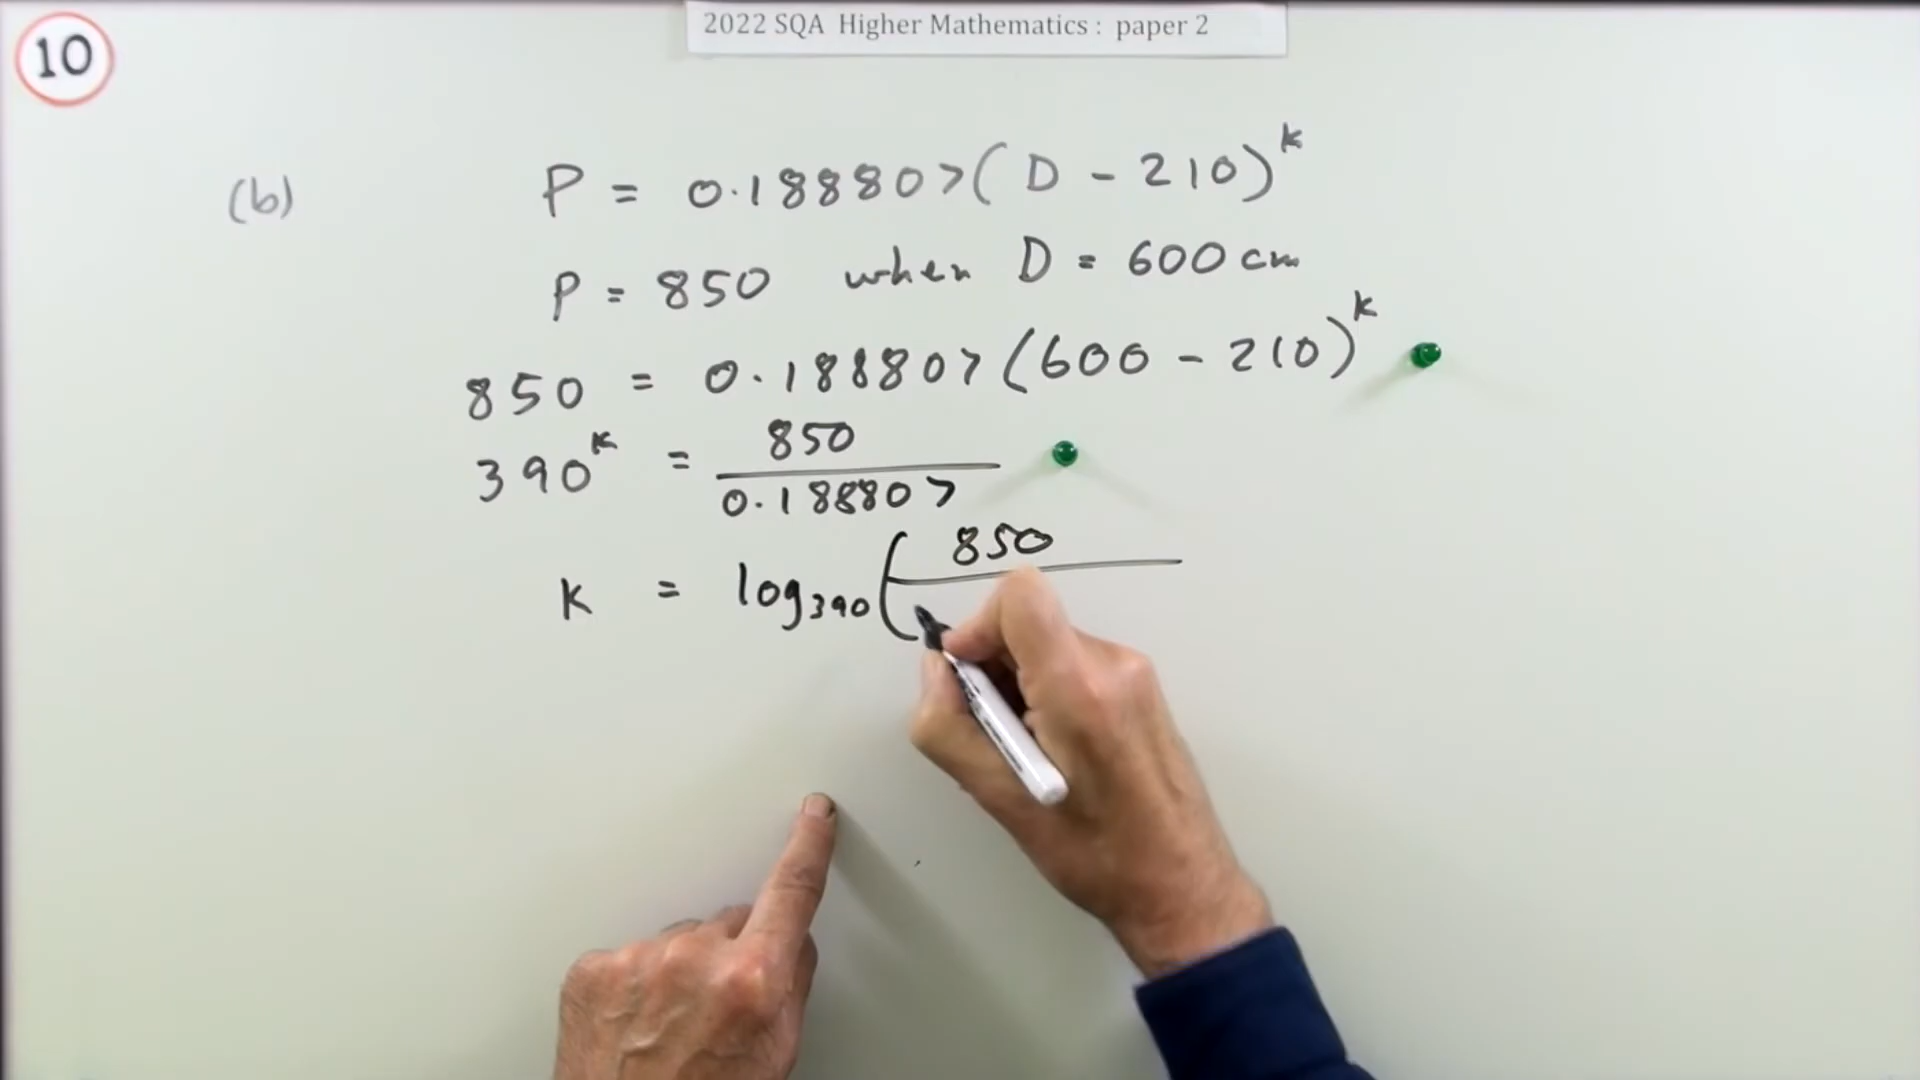 2022 SQA Higher Mathematics : paper 2
10
(b) P = 0.188807(D - 210)^k
P = 850 when D = 600 cm
850 = 0.188807(600 - 210)^k
390^k = 850/0.188807
k = log₃₉₀(850